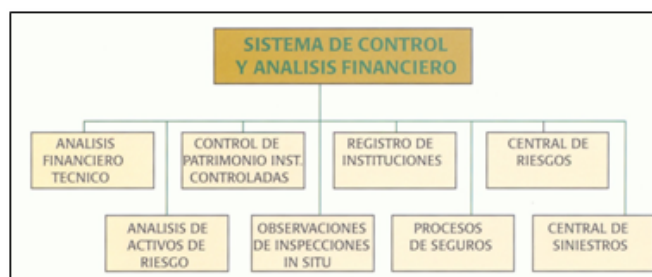 SISTEMA DE CONTROL
Y ANALISIS FINANCIERO
ANALISIS
FINANCIERO
TECNICO
CONTROL DE
PATRIMONIO INST.
CONTROLADAS
REGISTRO DE
INSTITUCIONES
CENTRAL DE
RIESGOS
ANALISIS DE
ACTIVOS DE
RIESGO
OBSERVACIONES
DE INSPECCIONES
IN SITU
PROCESOS
DE SEGUROS
CENTRAL DE
SINIESTROS